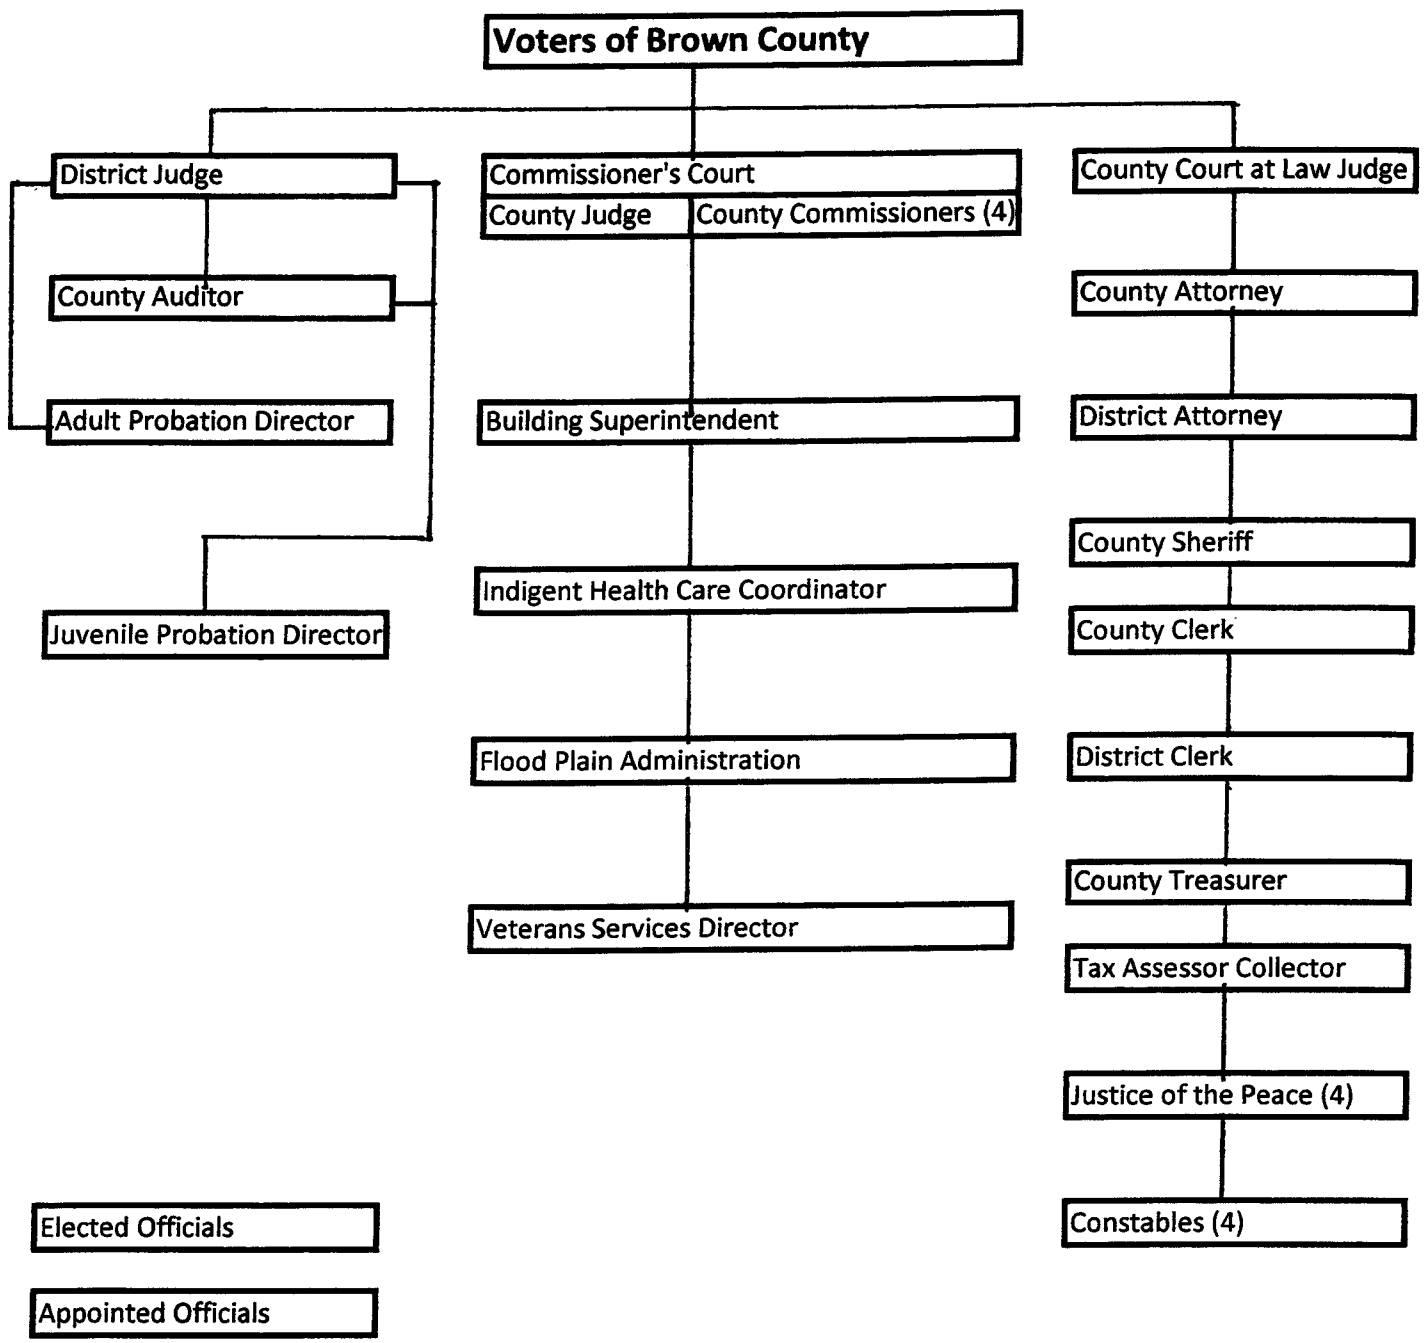 Voters of Brown County
District Judge
County Auditor
Adult Probation Director
Juvenile Probation Director
Commissioner's Court
County Judge
County Commissioners (4)
Building Superintendent
Indigent Health Care Coordinator
Flood Plain Administration
Veterans Services Director
County Court at Law Judge
County Attorney
District Attorney
County Sheriff
County Clerk
District Clerk
County Treasurer
Tax Assessor Collector
Justice of the Peace (4)
Constables (4)
Elected Officials
Appointed Officials